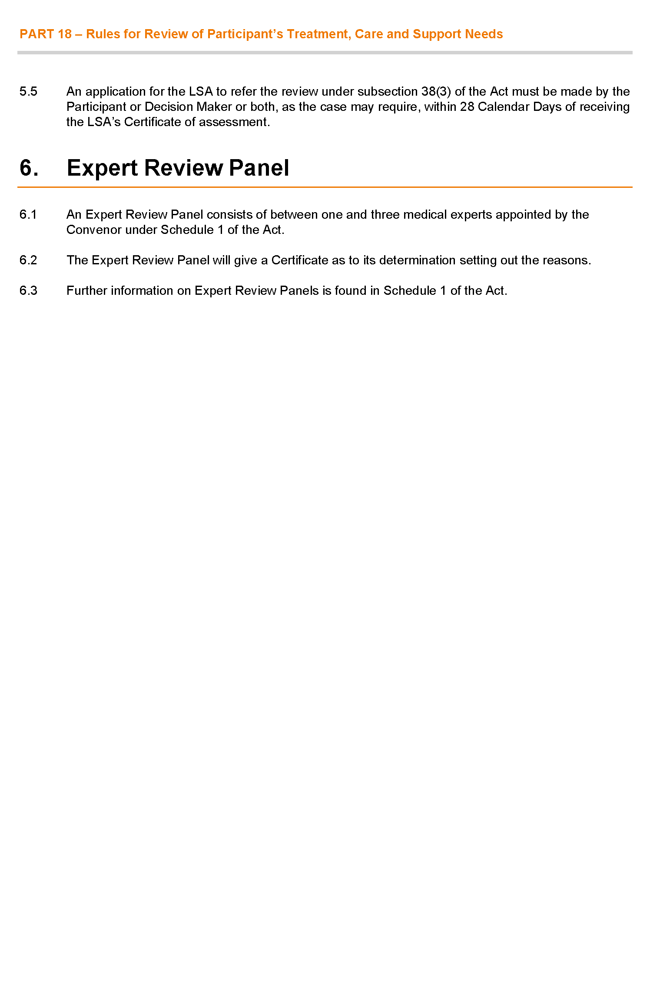 PART 18 – Rules for Review of Participant’s Treatment, Care and Support Needs
5.5 An application for the LSA to refer the review under subsection 38(3) of the Act must be made by the
Participant or Decision Maker or both, as the case may require, within 28 Calendar Days of receiving
the LSA’s Certificate of assessment.
6. Expert Review Panel
6.1 An Expert Review Panel consists of between one and three medical experts appointed by the
Convenor under Schedule 1 of the Act.
6.2 The Expert Review Panel will give a Certificate as to its determination setting out the reasons.
6.3 Further information on Expert Review Panels is found in Schedule 1 of the Act.